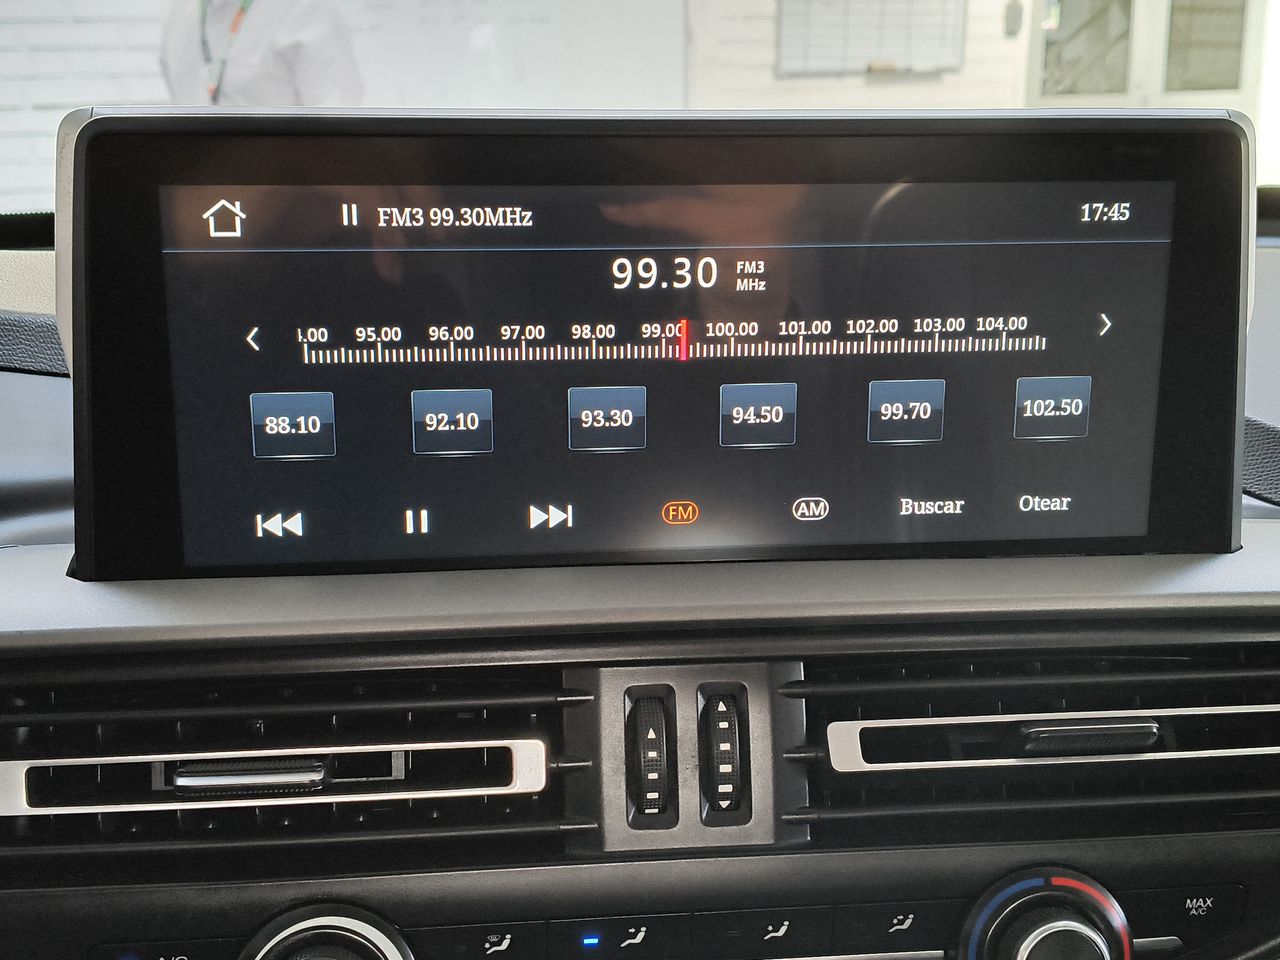 FM3 99.30MHz 17:45
99.30 FM3 MHz
.00 95.00 96.00 97.00 98.00 99.00 100.00 101.00 102.00 103.00 104.00
88.10 92.10 93.30 94.50 99.70 102.50
FM AM Buscar Otear
MAX
A/C
A/C